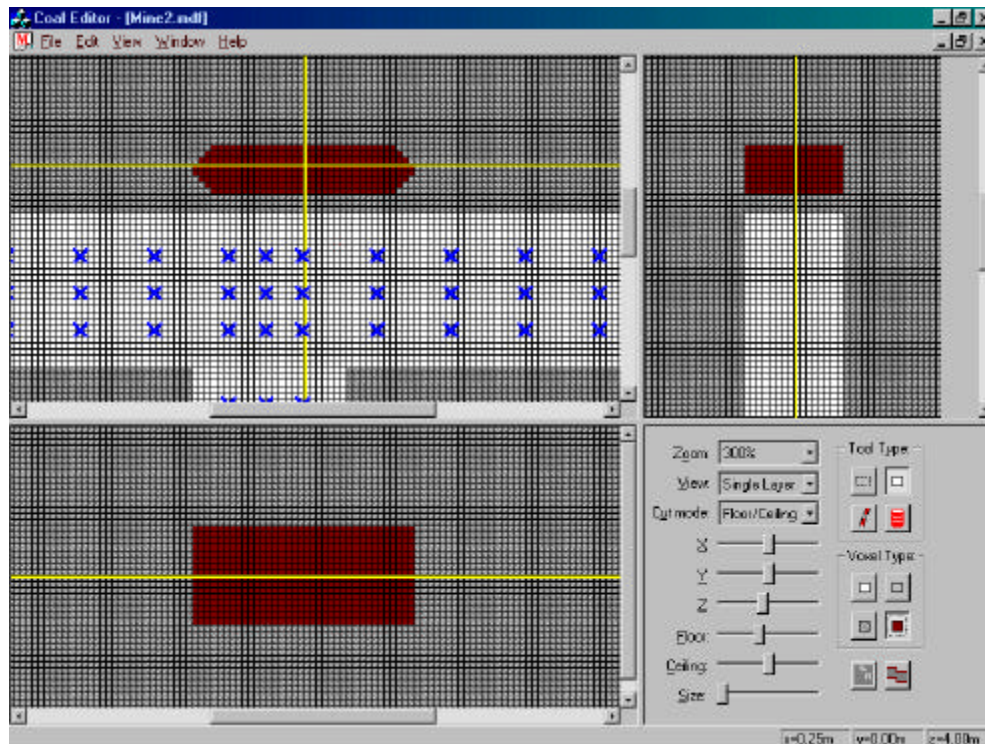 Coal Editor - [Mine2.mdf]
File Edit View Window Help
Zoom: 300%
Tool Type:
View: Single Layer
Cut mode: Floor/Ceiling
X
Voxel Type:
Y
Z
Floor:
Ceiling:
Size:
x=0.25m y=0.00m z=4.00m